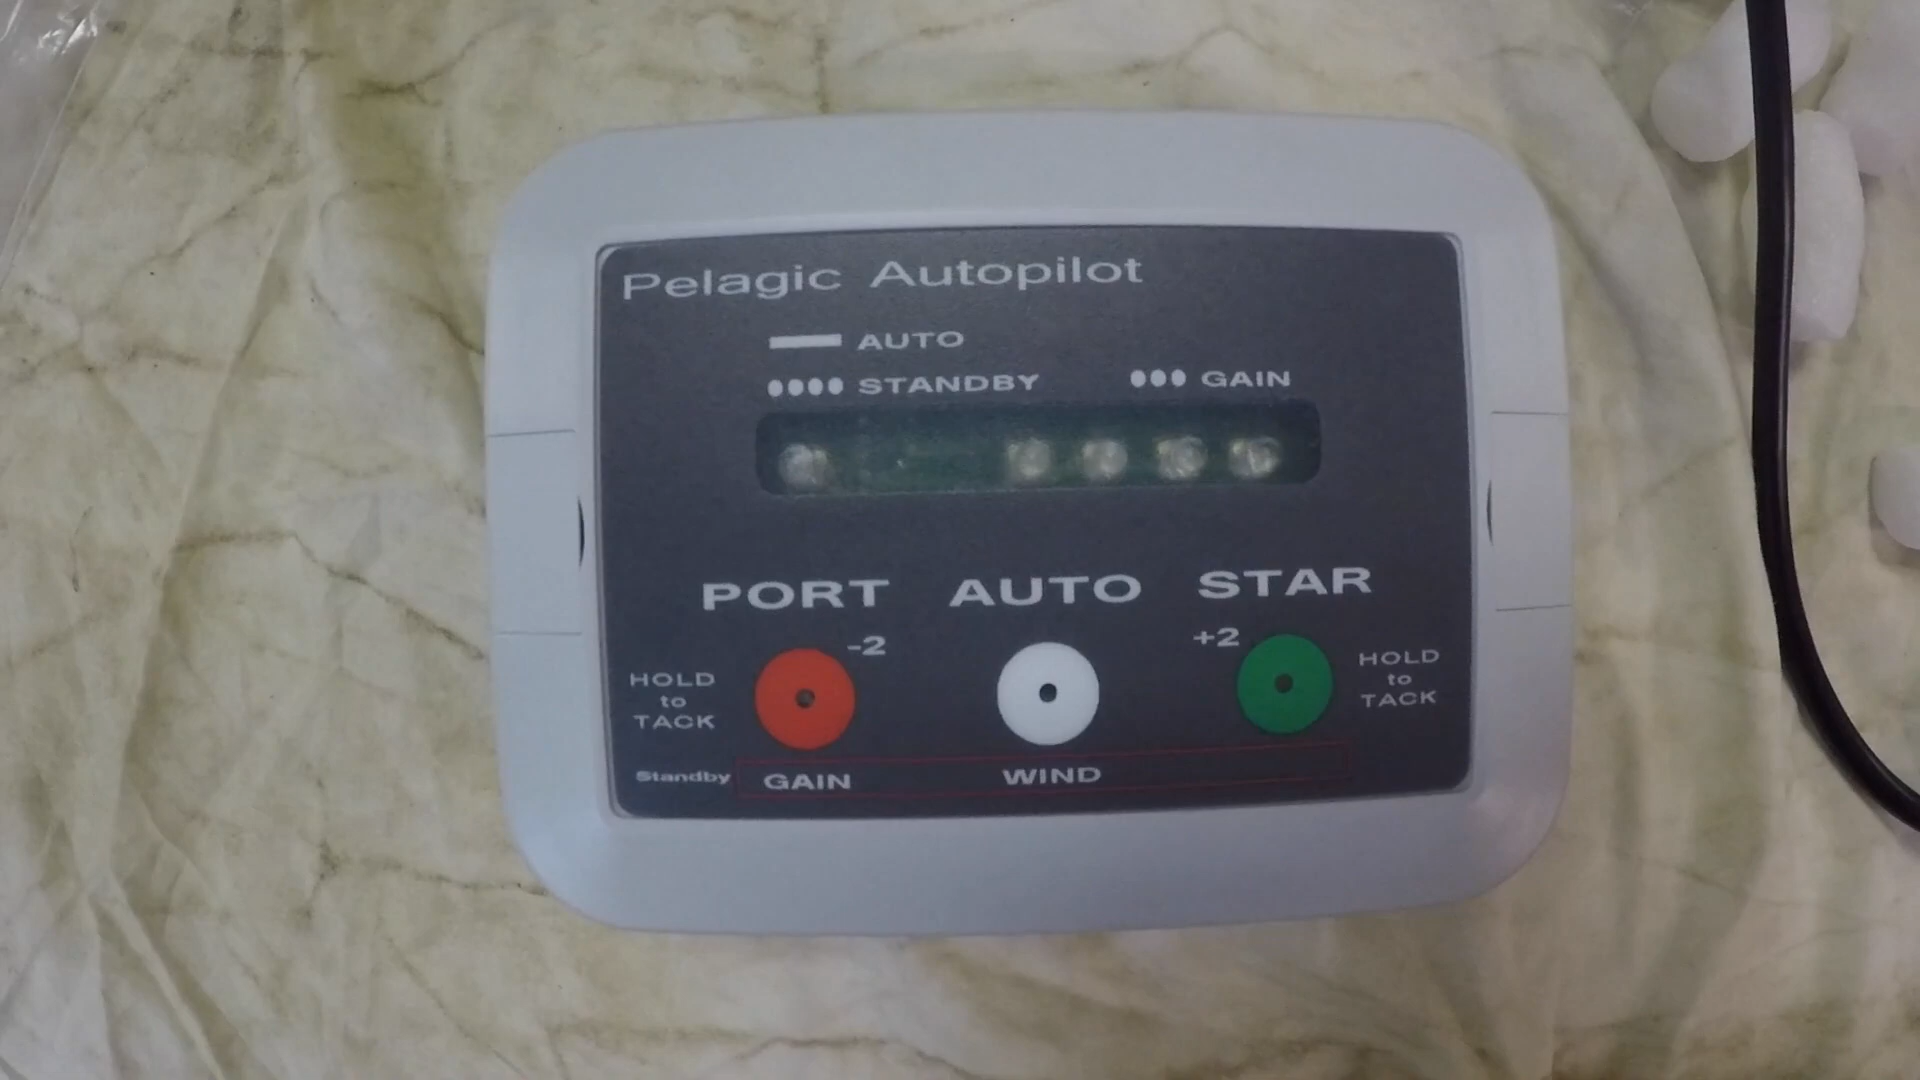 Pelagic Autopilot
AUTO
STANDBY GAIN
PORT AUTO STAR
-2 +2
HOLD
to
TACK
HOLD
to
TACK
Standby GAIN WIND